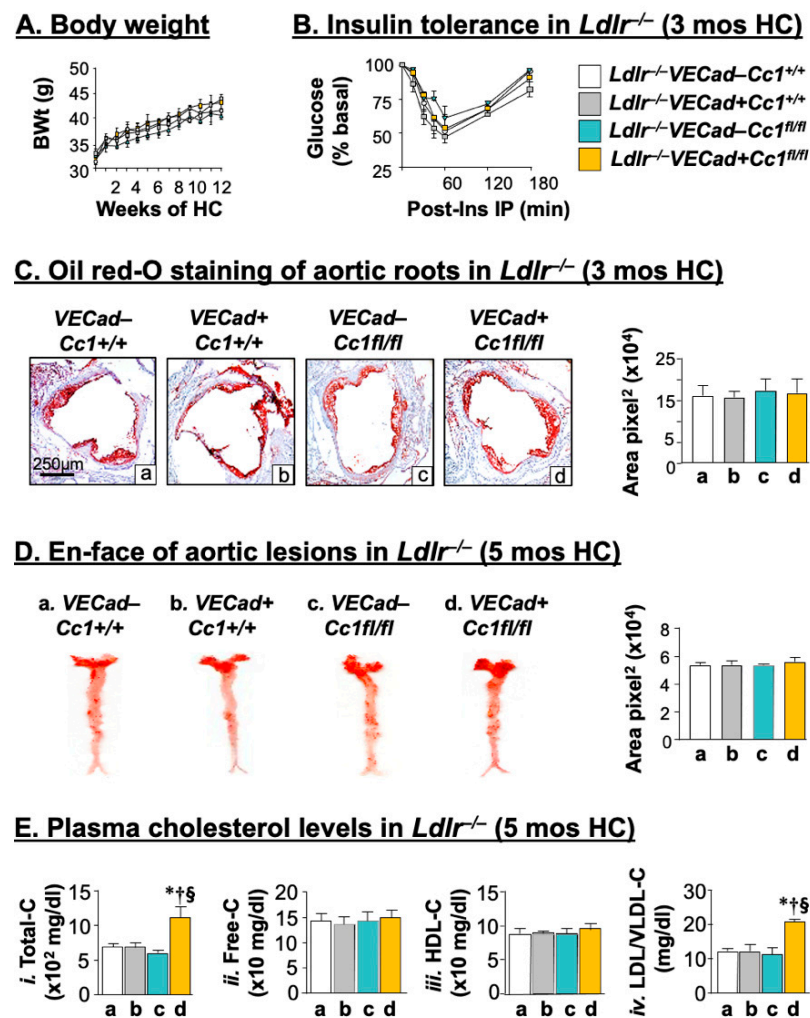 A. Body weight
B. Insulin tolerance in Ldlr–/– (3 mos HC)
BWt (g)
50
45
40
35
30
2 4 6 8 10 12
Weeks of HC
Glucose
(% basal)
100
75
50
25
60 120 180
Post-Ins IP (min)
Ldlr–/–VECad–Cc1+/+
Ldlr–/–VECad+Cc1+/+
Ldlr–/–VECad–Cc1fl/fl
Ldlr–/–VECad+Cc1fl/fl
C. Oil red-O staining of aortic roots in Ldlr–/– (3 mos HC)
VECad–
Cc1+/+
VECad+
Cc1+/+
VECad–
Cc1fl/fl
VECad+
Cc1fl/fl
250µm
a
b
c
d
Area pixel2 (x104)
15
15
10
5
0
a b c d
D. En-face of aortic lesions in Ldlr–/– (5 mos HC)
a. VECad–
Cc1+/+
b. VECad+
Cc1+/+
c. VECad–
Cc1fl/fl
d. VECad+
Cc1fl/fl
Area pixel2 (x104)
8
6
4
2
0
a b c d
E. Plasma cholesterol levels in Ldlr–/– (5 mos HC)
i. Total-C
(x102 mg/dl)
15
10
5
0
*†§
a b c d
ii. Free-C
(x10 mg/dl)
20
15
10
5
0
a b c d
iii. HDL-C
(x10 mg/dl)
15
10
5
0
a b c d
iv. LDL/VLDL-C
(mg/dl)
30
20
10
0
*†§
a b c d